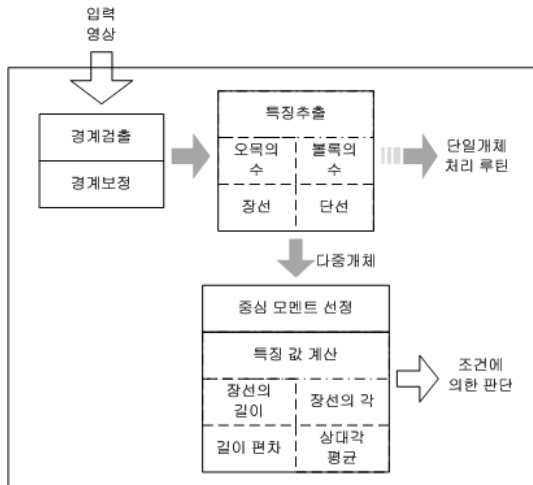 입력
영상
경계검출
경계보정
특징추출
오목의
수
볼록의
수
장선
단선
단일개체
처리 루틴
다중개체
중심 모멘트 선정
특징 값 계산
장선의
길이
장선의 각
길이 편차
상대각
평균
조건에
의한 판단